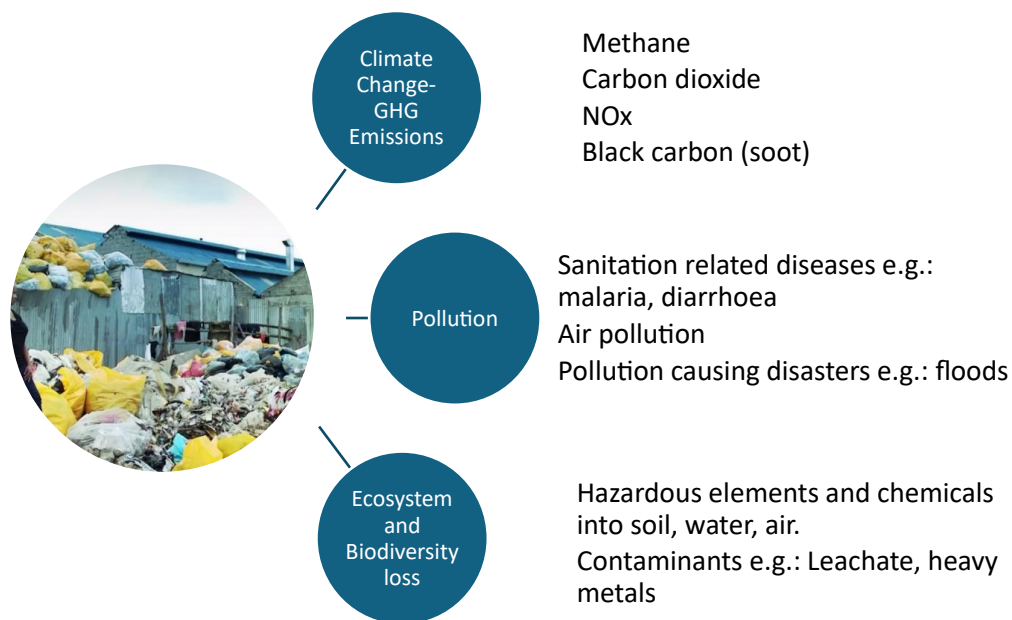 Climate
Change-
GHG
Emissions
Methane
Carbon dioxide
NOx
Black carbon (soot)
Pollution
Sanitation related diseases e.g.:
malaria, diarrhoea
Air pollution
Pollution causing disasters e.g.: floods
Ecosystem
and
Biodiversity
loss
Hazardous elements and chemicals
into soil, water, air.
Contaminants e.g.: Leachate, heavy
metals